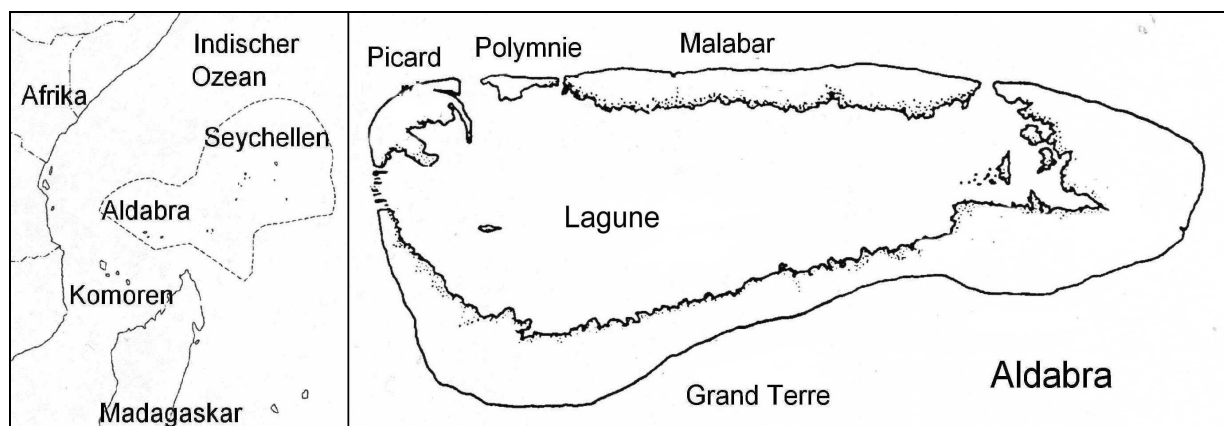 Indischer
Ozean
Afrika
Seychellen
Aldabra
Komoren
Madagaskar
Picard
Polymnie
Malabar
Lagune
Grand Terre
Aldabra